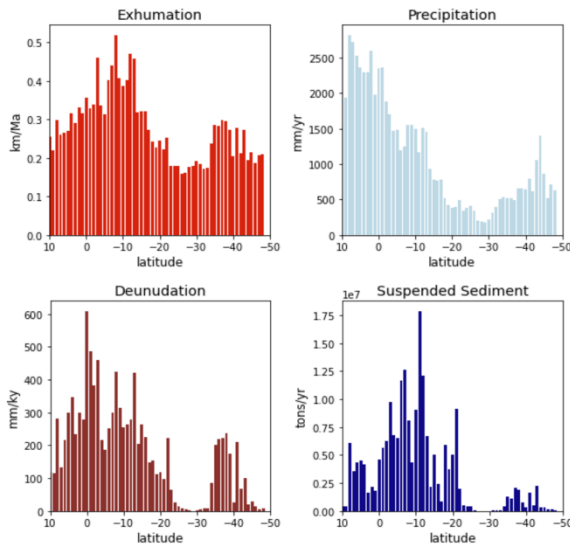 Exhumation
0.5
0.4
0.3
0.2
0.1
0.0
km/Ma
10 0 −10 −20 −30 −40 −50
latitude
Precipitation
2500
2000
1500
1000
500
0
mm/yr
10 0 −10 −20 −30 −40 −50
latitude
Deunudation
600
500
400
300
200
100
0
mm/ky
10 0 −10 −20 −30 −40 −50
latitude
Suspended Sediment
1e7
1.75
1.50
1.25
1.00
0.75
0.50
0.25
0.00
tons/yr
10 0 −10 −20 −30 −40 −50
latitude